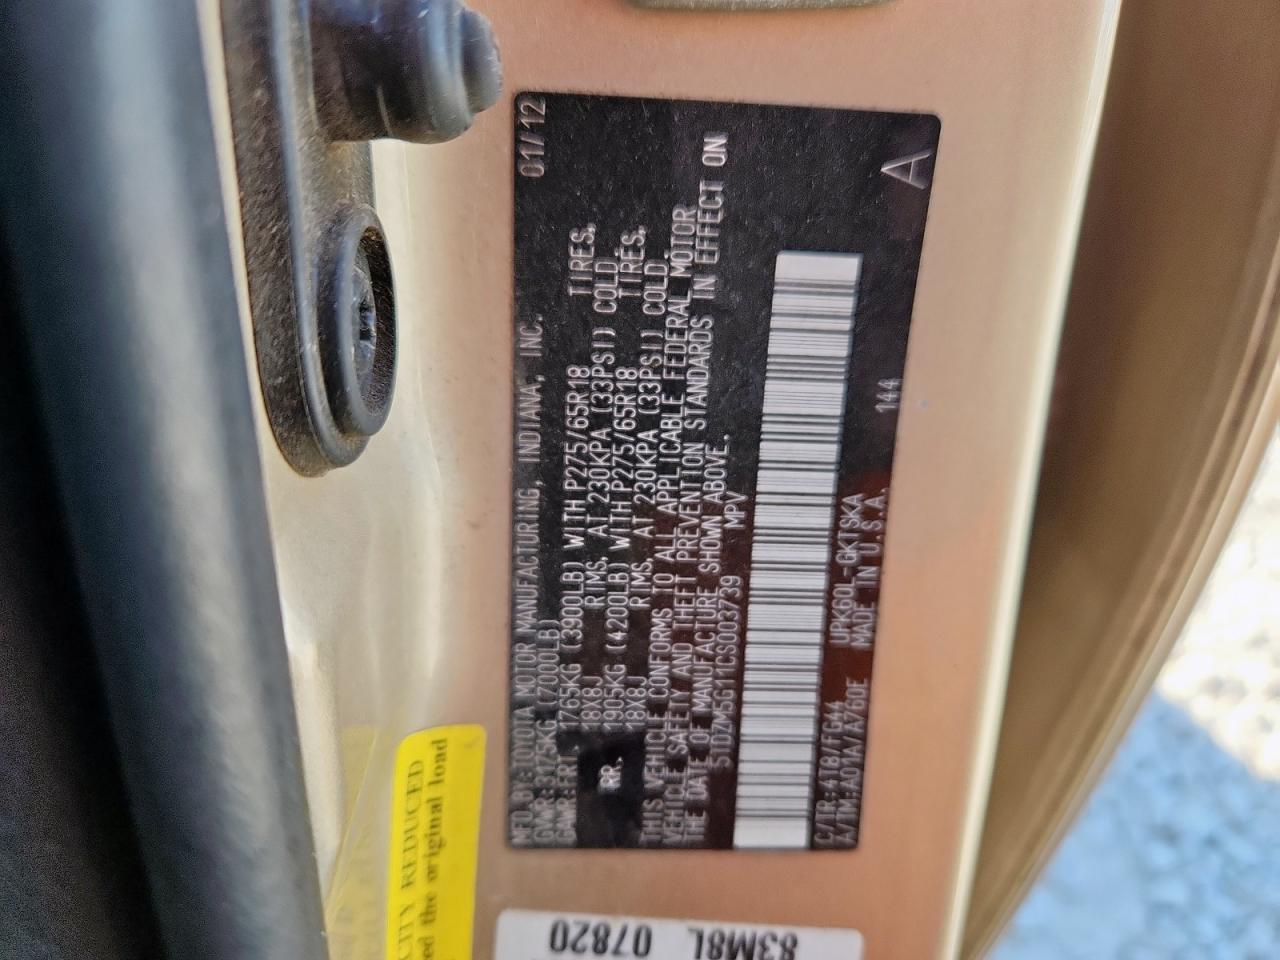 MFD. BY:TOYOTA MOTOR MANUFACTURING, INDIANA, INC. 01/12
GVWR:3175KG (7000LB)
GAWR:FRT. 1765KG (3900LB) WITH P275/65R18 TIRES,
18X8J RIMS, AT 230KPA (33PSI) COLD
RR. 1905KG (4200LB) WITH P275/65R18 TIRES,
18X8J RIMS, AT 230KPA (33PSI) COLD
THIS VEHICLE CONFORMS TO ALL APPLICABLE FEDERAL MOTOR
VEHICLE SAFETY AND THEFT PREVENTION STANDARDS IN EFFECT ON
THE DATE OF MANUFACTURE SHOWN ABOVE.
5TDZM5G11CS003739 MPV
C/TR:4T8/FG44 UPK60L-GKTSKA 144 A
A/TM:A01A/A760E MADE IN U.S.A.
CITY REDUCED
ed the original load
07820
83M8L